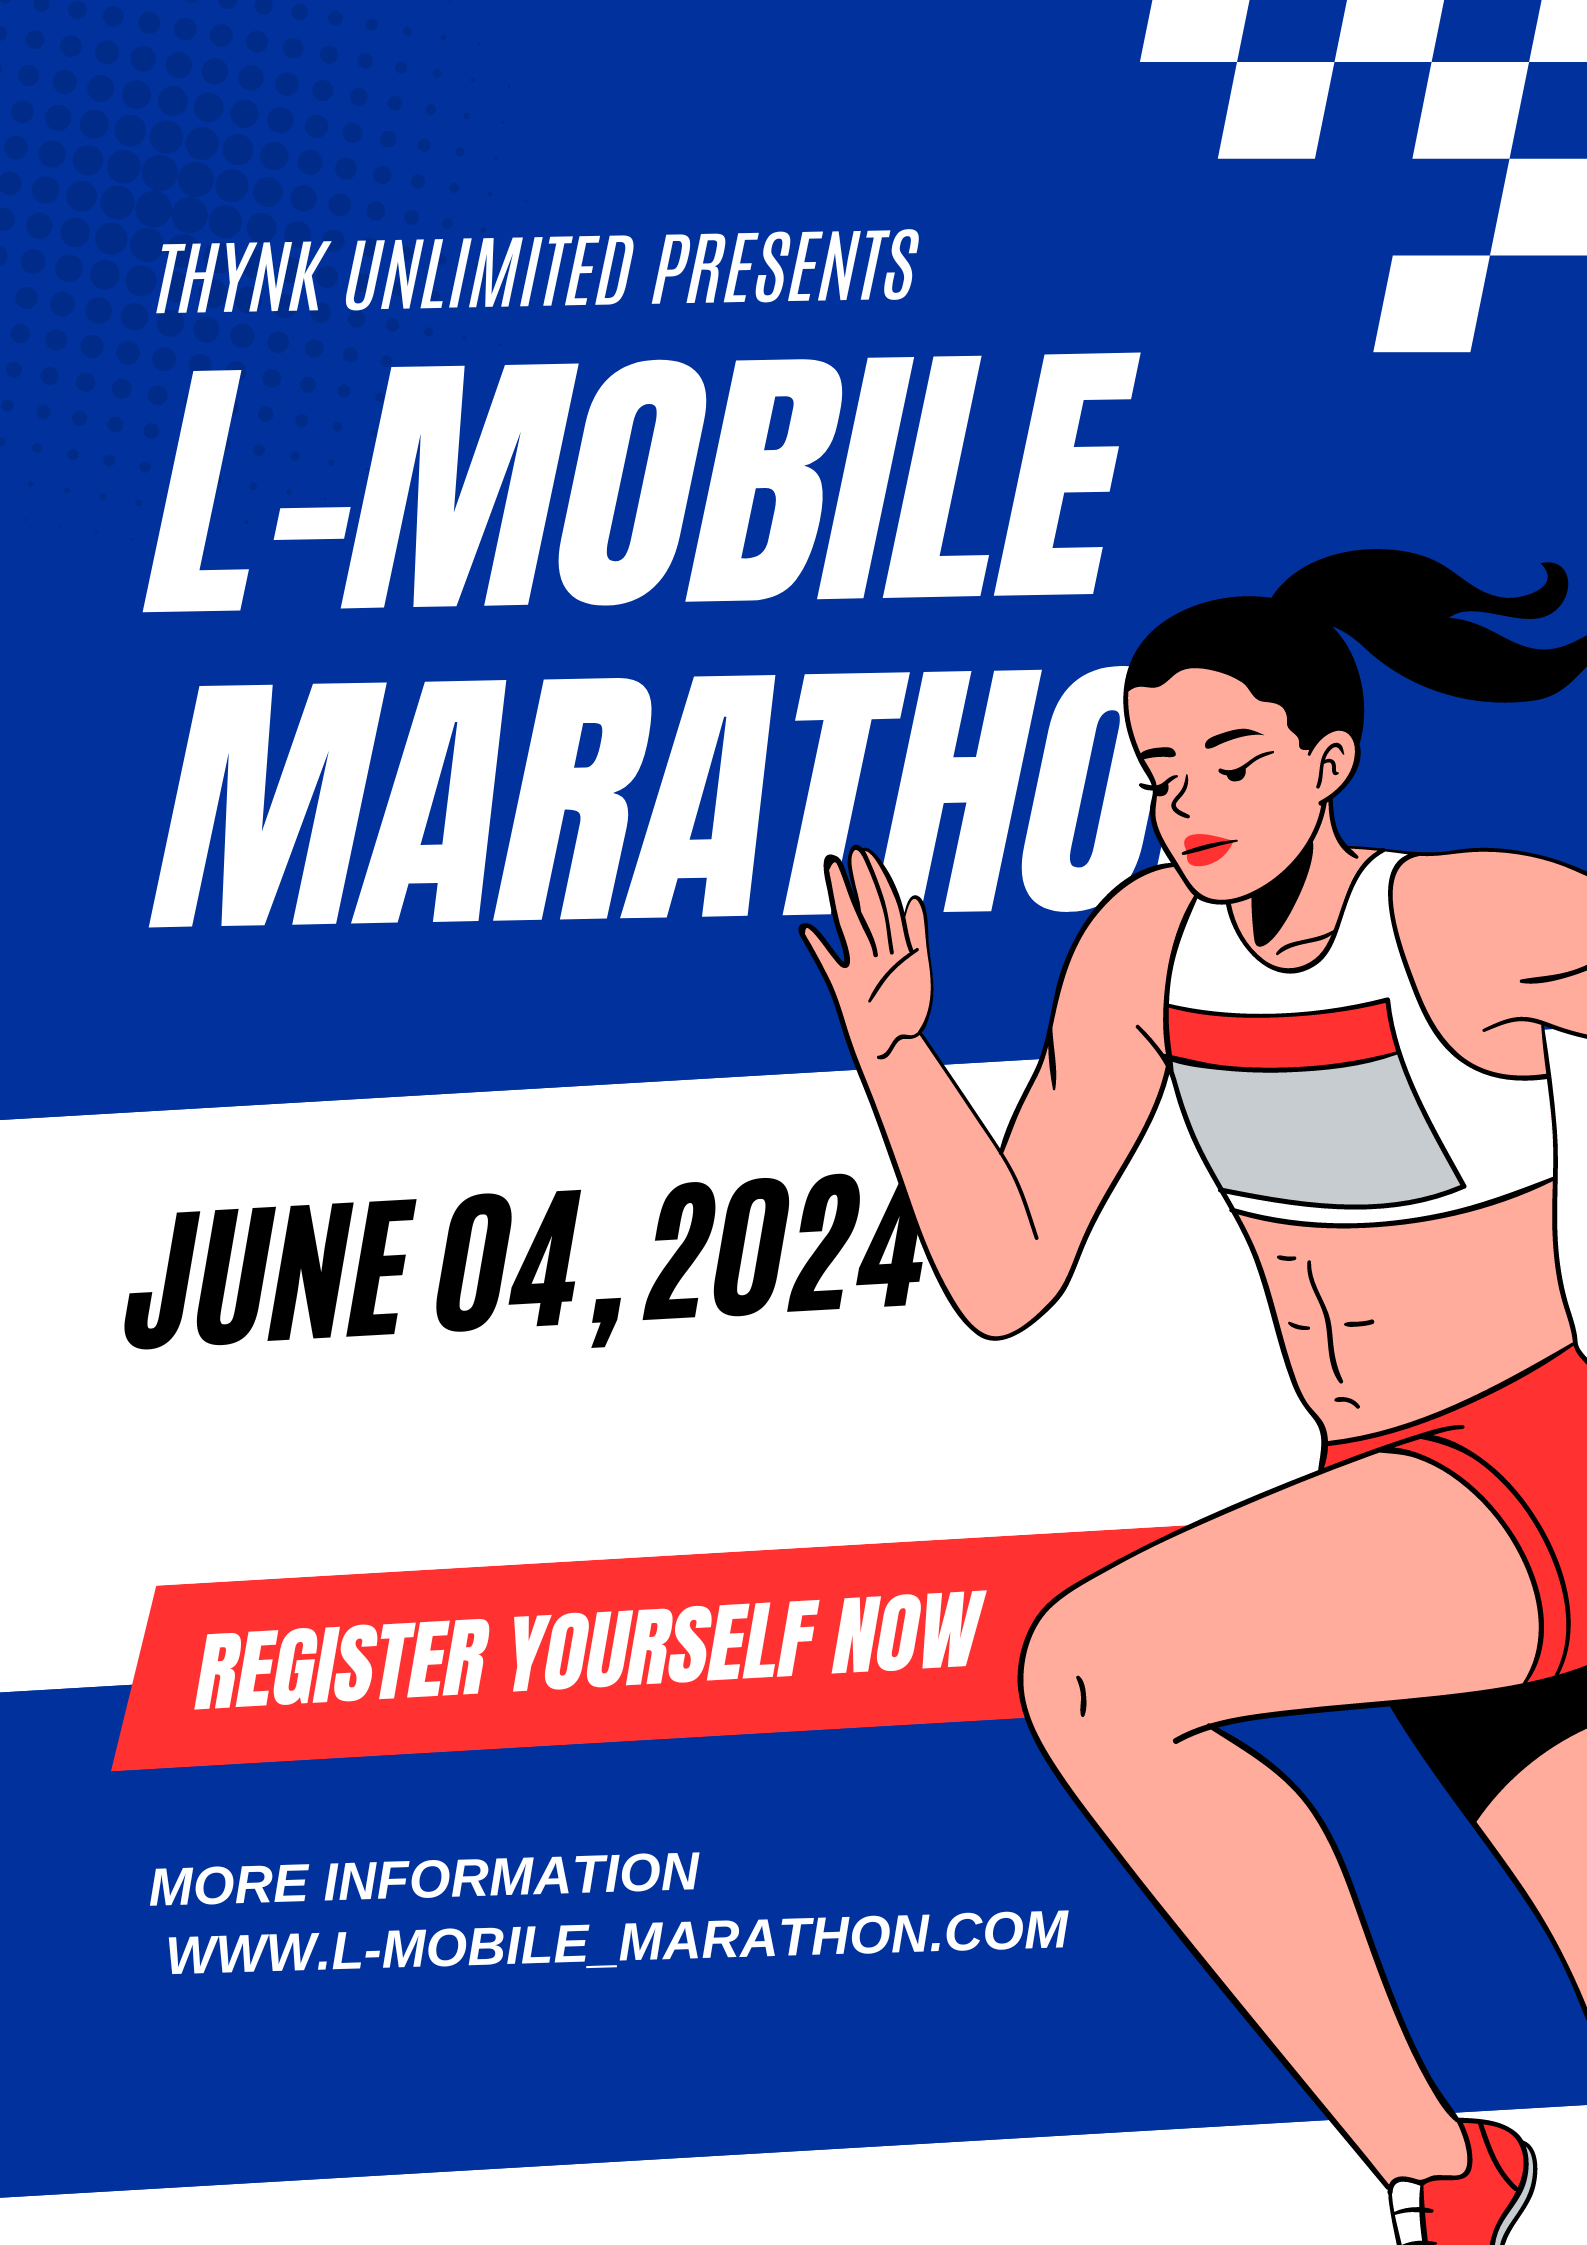 THYNK UNLIMITED PRESENTS
L-MOBILE
MARATHO
JUNE 04, 2024
REGISTER YOURSELF NOW
MORE INFORMATION
WWW.L-MOBILE_MARATHON.COM